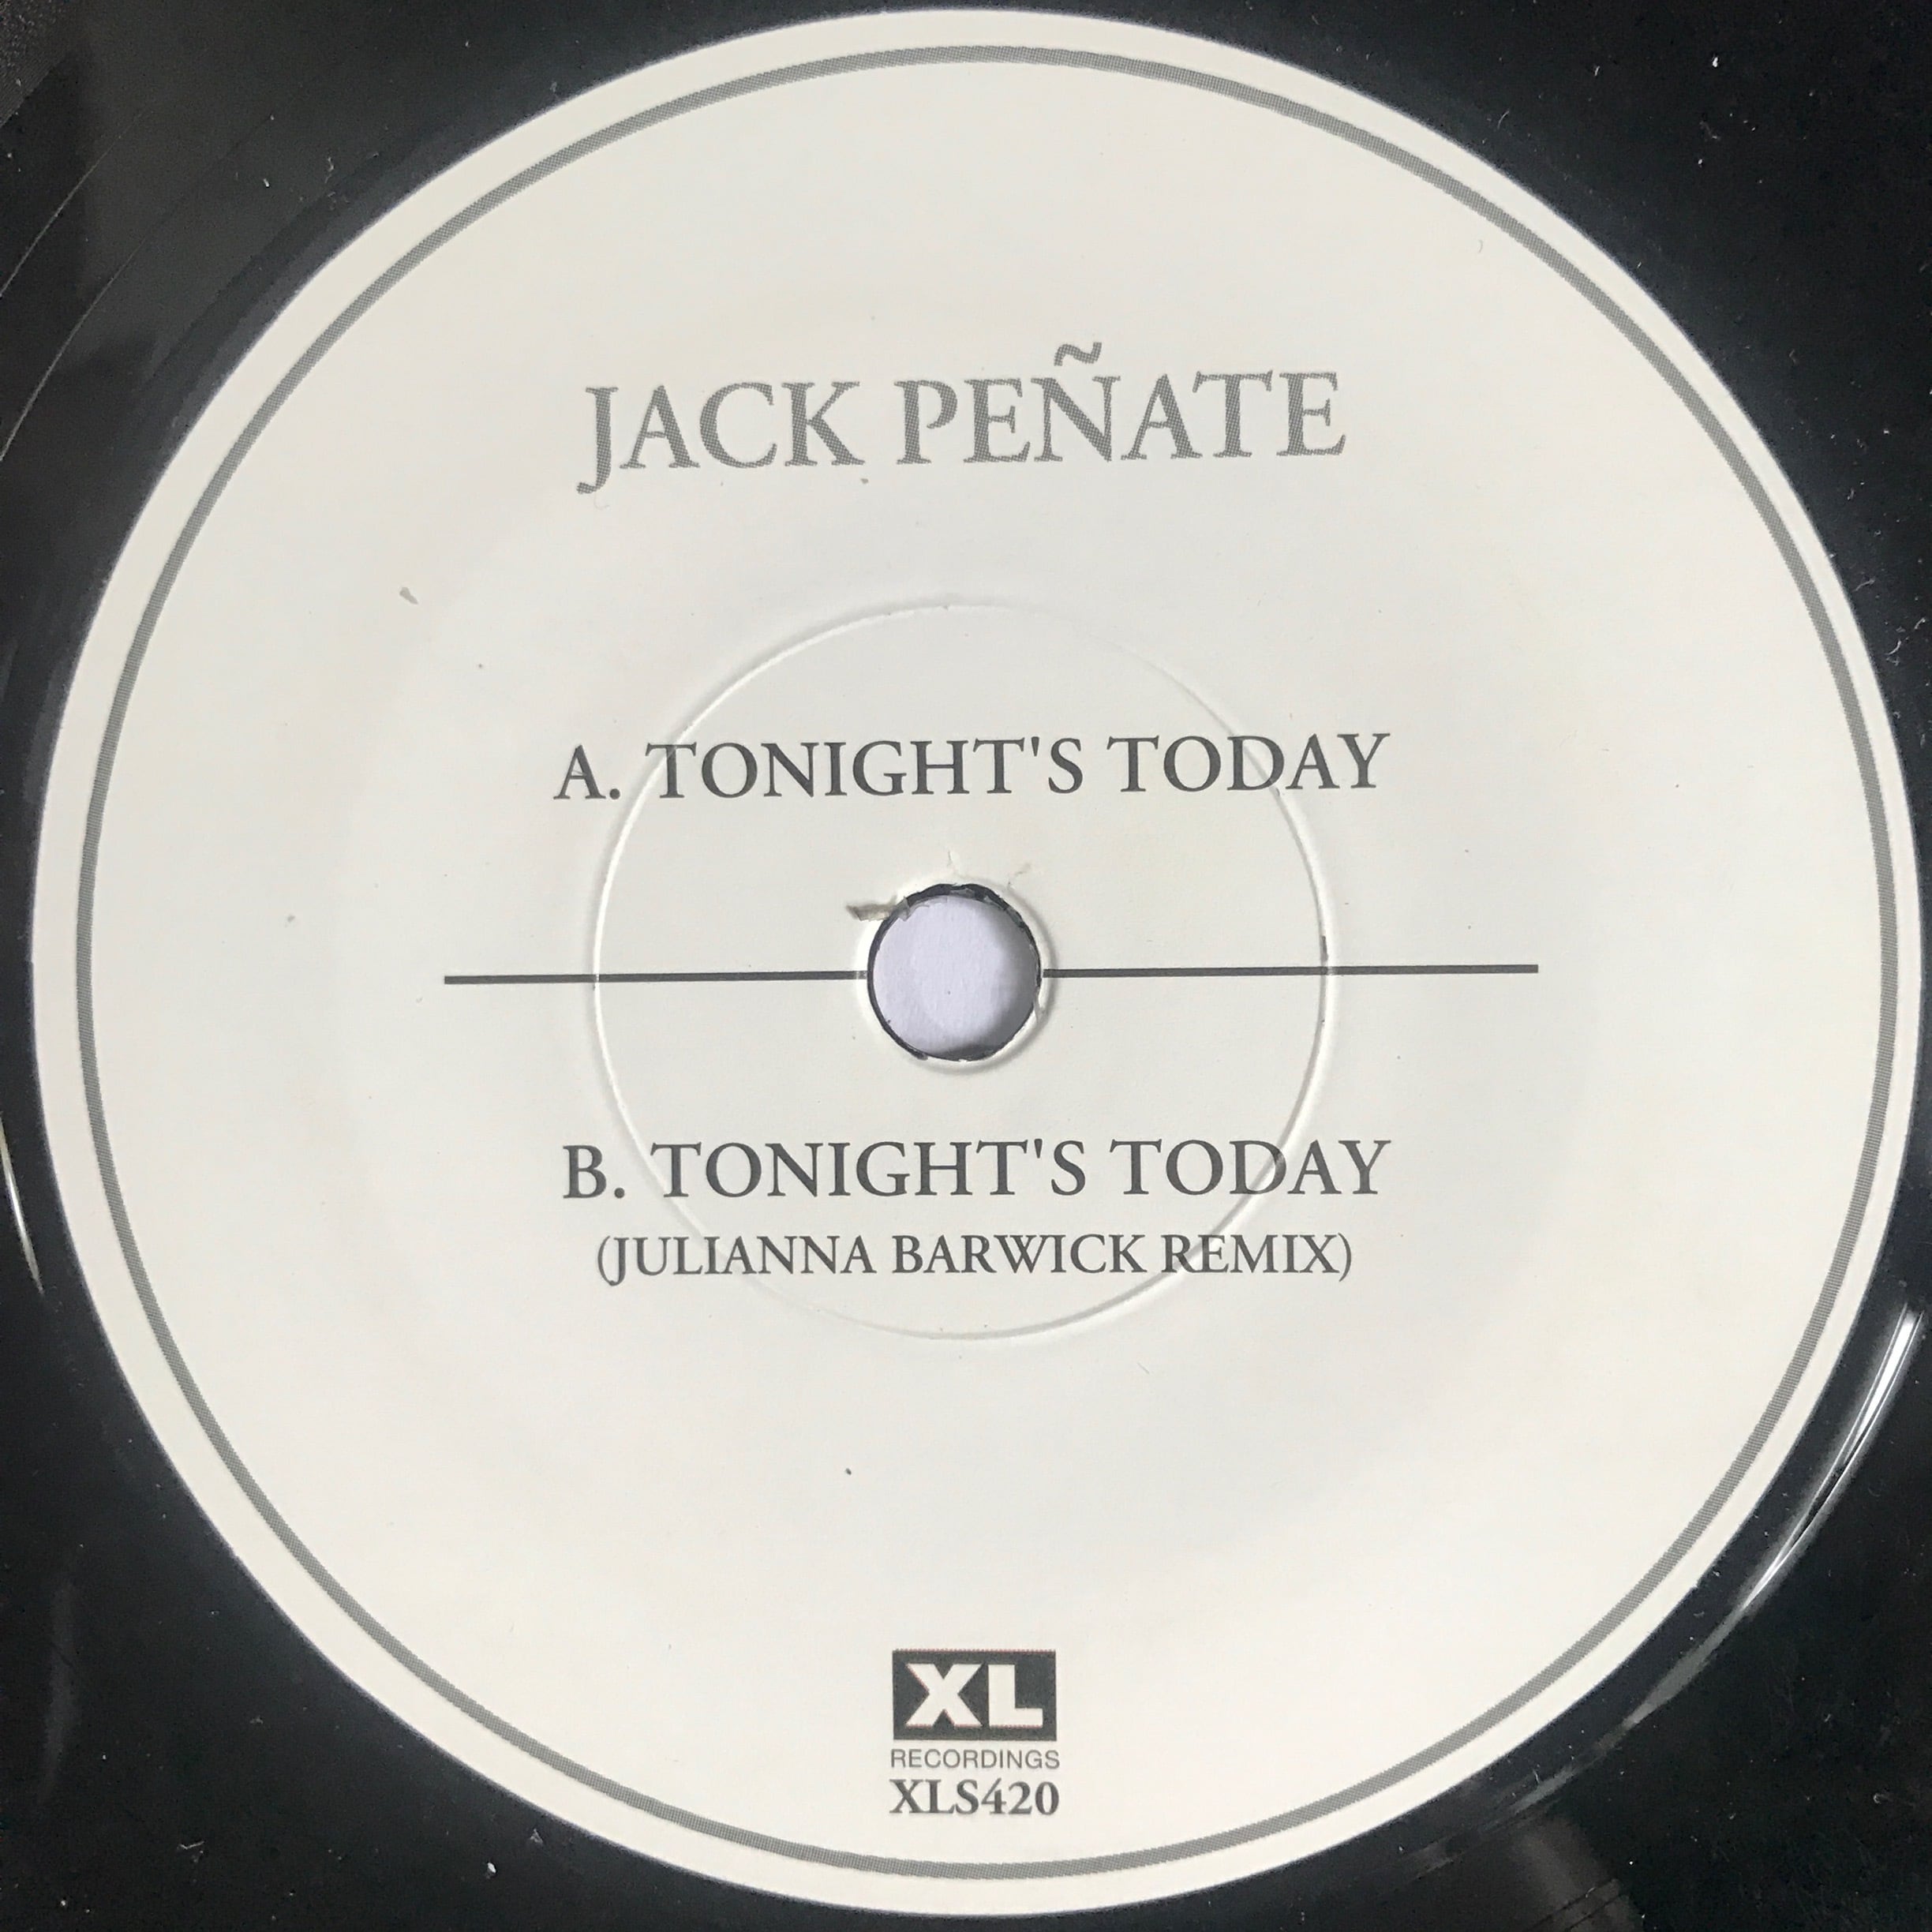 JACK PEÑATE
A. TONIGHT'S TODAY
B. TONIGHT'S TODAY
(JULIANNA BARWICK REMIX)
XL
RECORDINGS
XLS420